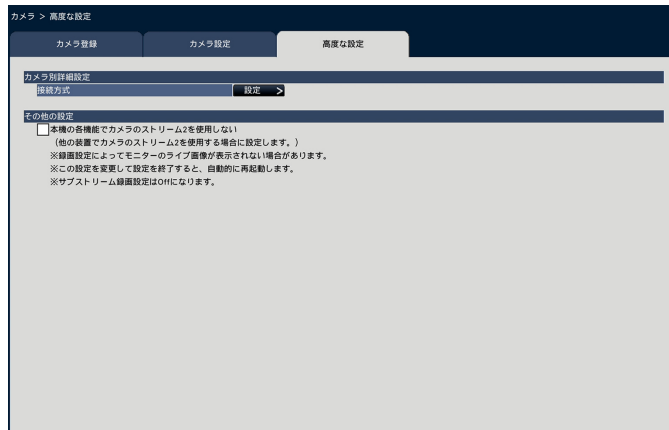 カメラ > 高度な設定
カメラ登録
カメラ設定
高度な設定
カメラ別詳細設定
接続方式
設定 >
その他の設定
本機の各機能でカメラのストリーム2を使用しない
(他の装置でカメラのストリーム2を使用する場合に設定します。)
※録画設定によってモニターのライブ画像が表示されない場合があります。
※この設定を変更して設定を終了すると、自動的に再起動します。
※サブストリーム録画設定はOffになります。